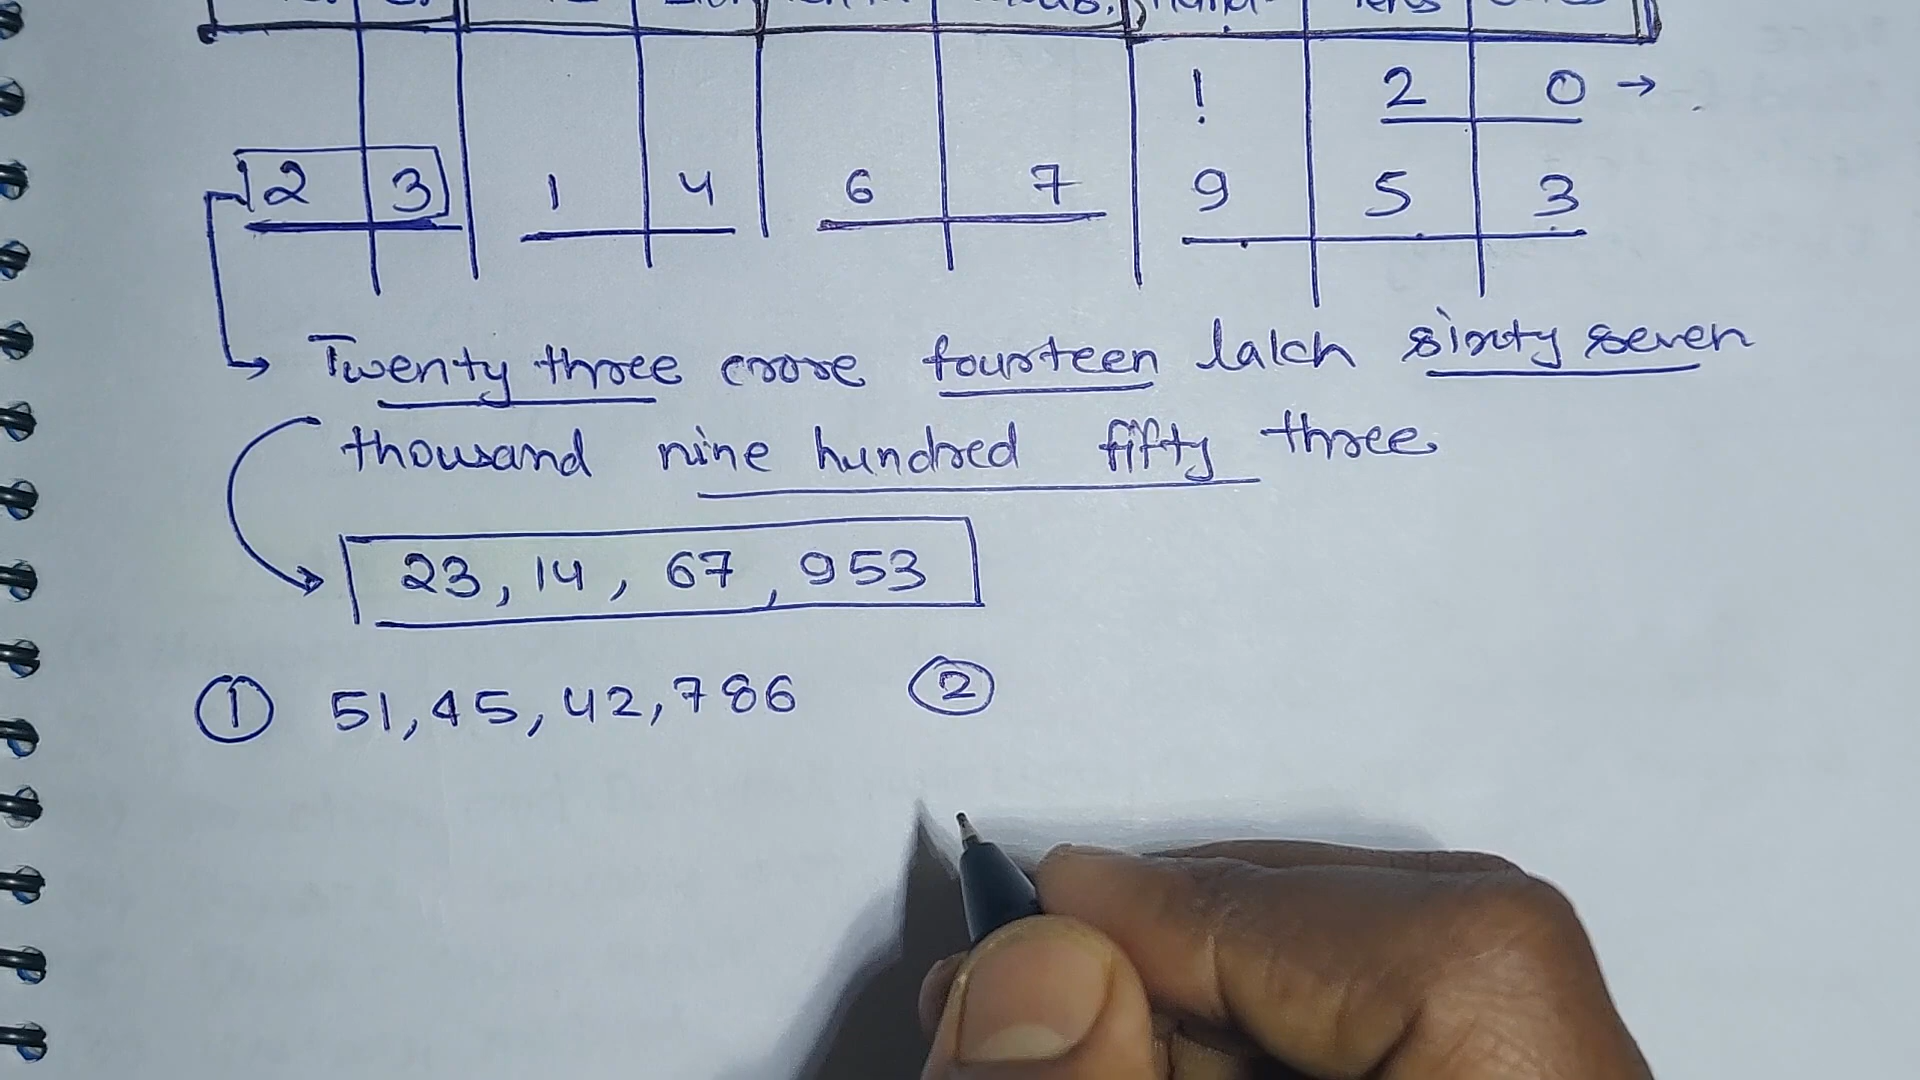 ! 2 0 →
2 3 1 4 6 7 9 5 3
Twenty three crore fourteen lakh sixty seven
thousand nine hundred fifty three
23, 14, 67, 953
① 51,45,42,786 ②